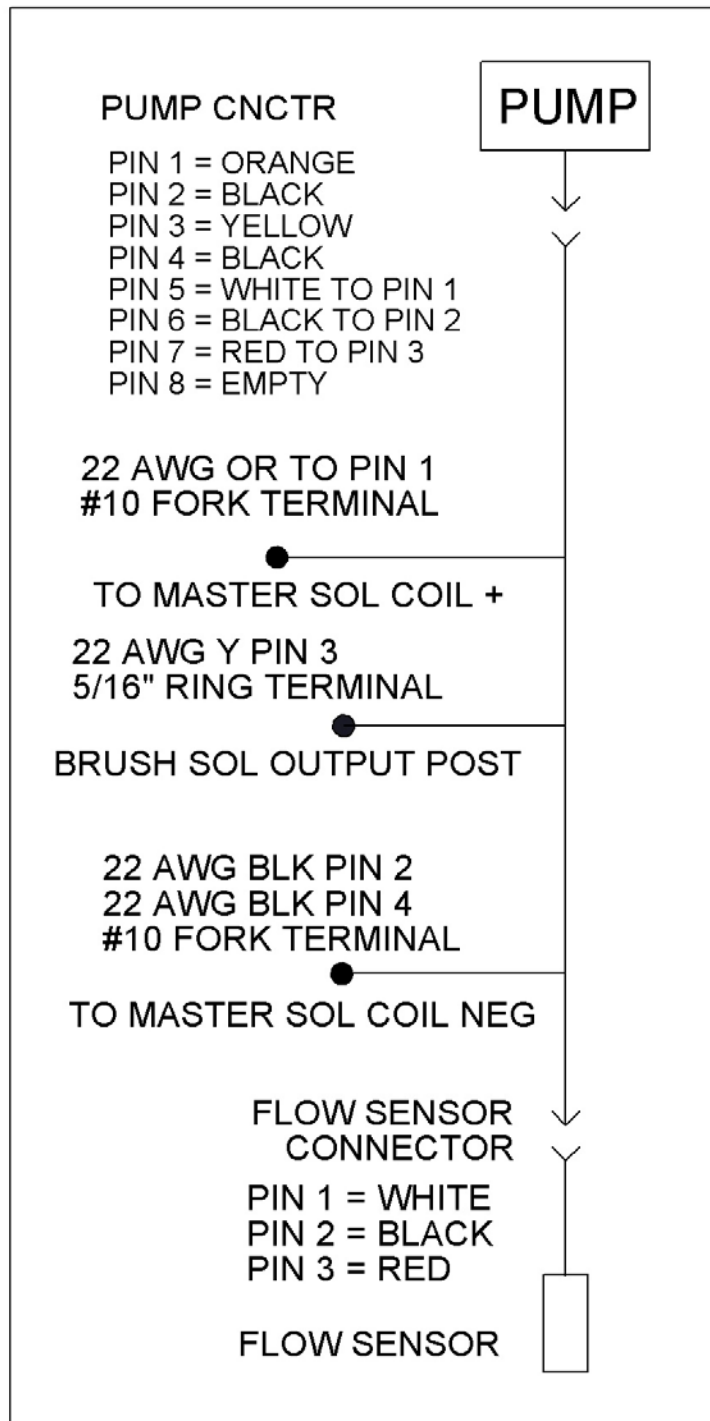 PUMP CNCTR
PUMP
PIN 1 = ORANGE
PIN 2 = BLACK
PIN 3 = YELLOW
PIN 4 = BLACK
PIN 5 = WHITE TO PIN 1
PIN 6 = BLACK TO PIN 2
PIN 7 = RED TO PIN 3
PIN 8 = EMPTY
22 AWG OR TO PIN 1
#10 FORK TERMINAL
TO MASTER SOL COIL +
22 AWG Y PIN 3
5/16" RING TERMINAL
BRUSH SOL OUTPUT POST
22 AWG BLK PIN 2
22 AWG BLK PIN 4
#10 FORK TERMINAL
TO MASTER SOL COIL NEG
FLOW SENSOR
CONNECTOR
PIN 1 = WHITE
PIN 2 = BLACK
PIN 3 = RED
FLOW SENSOR